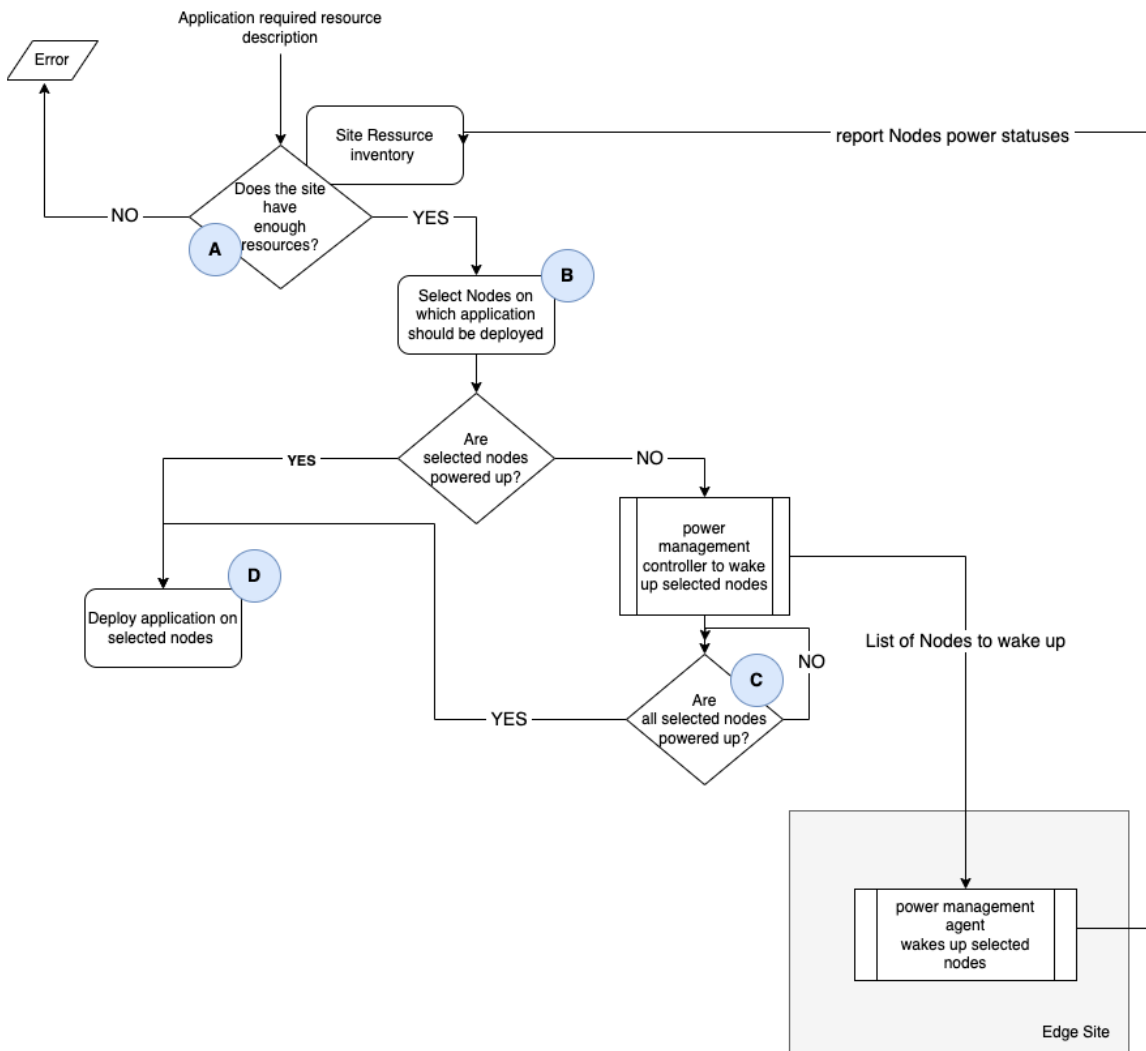 Application required resource
description
Error
Site Ressurce
inventory
report Nodes power statuses
Does the site
have
enough
resources?
NO
YES
A
B
Select Nodes on
which application
should be deployed
Are
selected nodes
powered up?
YES
NO
power
management
controller to wake
up selected nodes
D
Deploy application on
selected nodes
List of Nodes to wake up
NO
C
Are
all selected nodes
powered up?
YES
power management
agent
wakes up selected
nodes
Edge Site